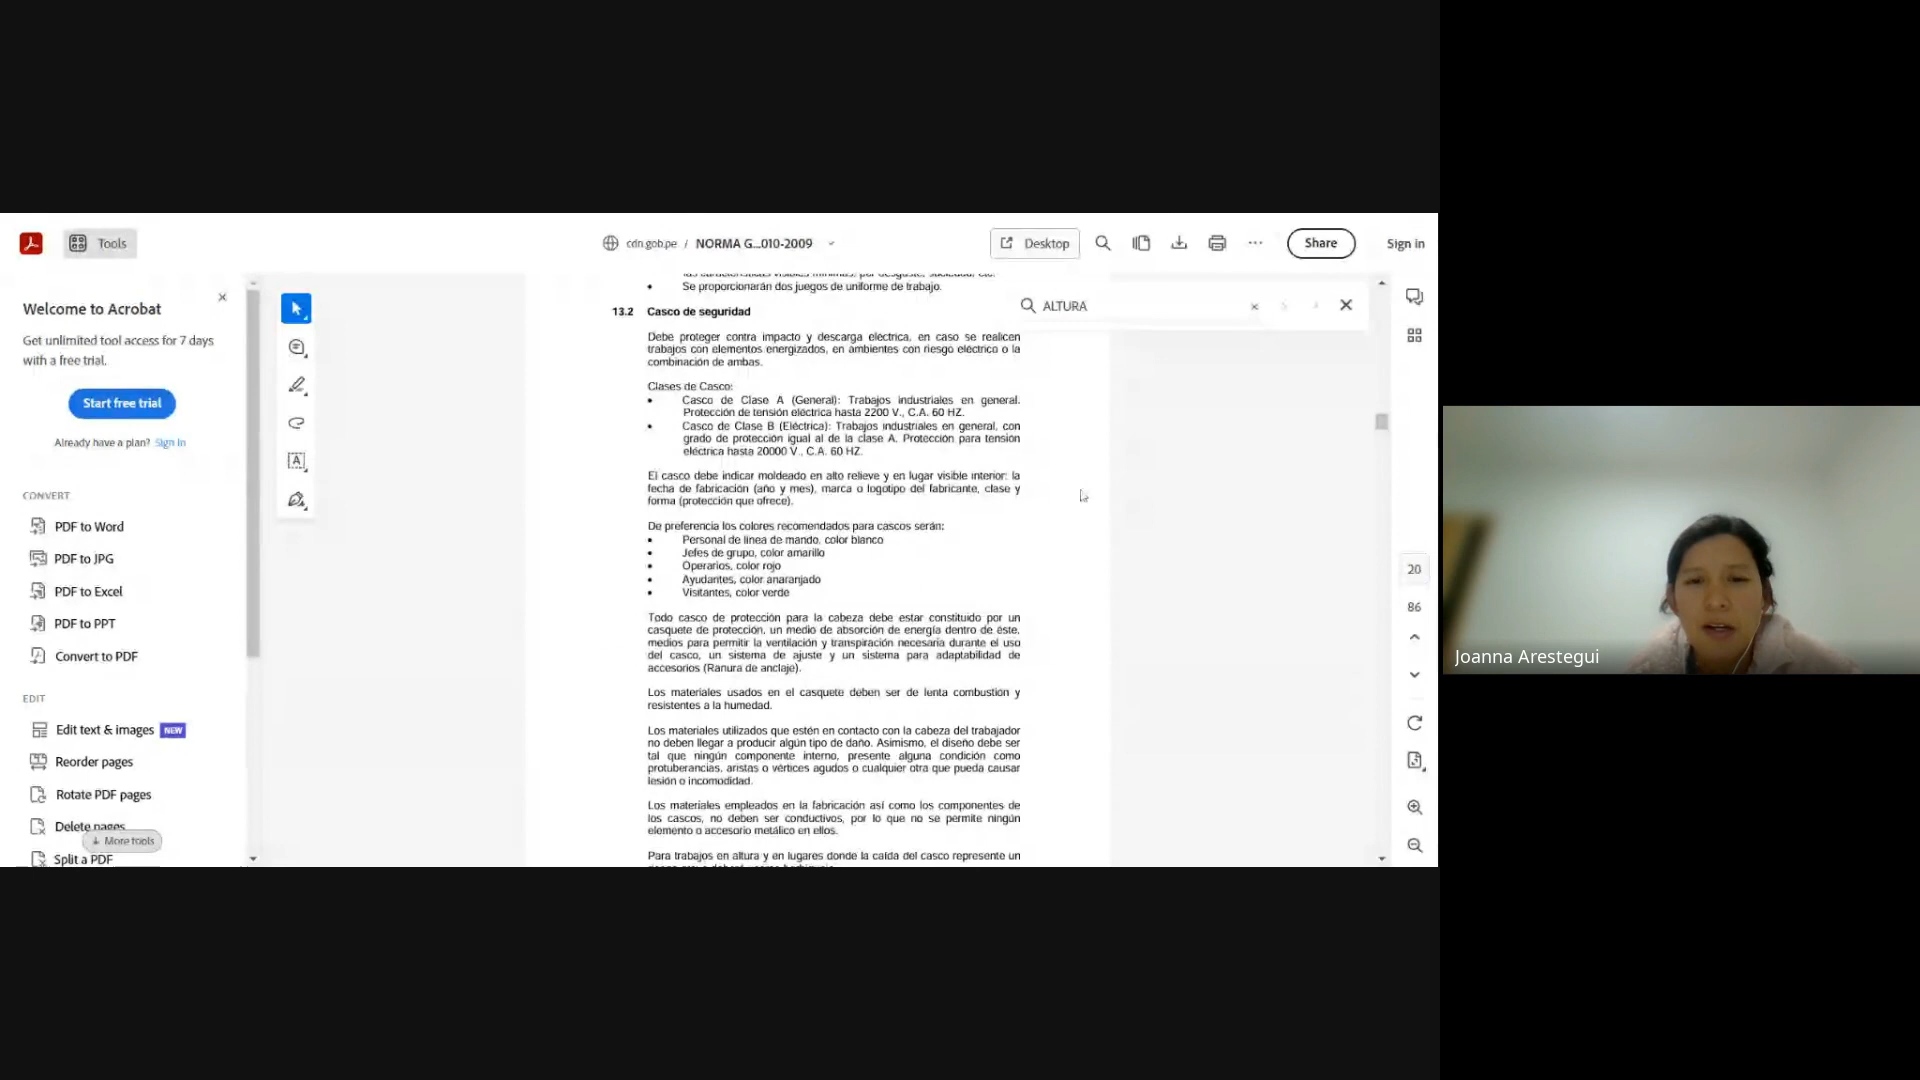 Tools
cdn.gob.pe / NORMA G...010-2009
Desktop
Share
Sign in
Welcome to Acrobat
Get unlimited tool access for 7 days
with a free trial.
Start free trial
Already have a plan? Sign in
CONVERT
PDF to Word
PDF to JPG
PDF to Excel
PDF to PPT
Convert to PDF
EDIT
Edit text & images NEW
Reorder pages
Rotate PDF pages
Delete pages
More tools
Split a PDF
• Se proporcionarán dos juegos de uniforme de trabajo.
ALTURA
13.2 Casco de seguridad
Debe proteger contra impacto y descarga eléctrica, en caso se realicen
trabajos con elementos energizados, en ambientes con riesgo eléctrico o la
combinación de ambas.
Clases de Casco:
• Casco de Clase A (General): Trabajos industriales en general.
Protección de tensión eléctrica hasta 2200 V., C.A. 60 HZ.
• Casco de Clase B (Eléctrica): Trabajos industriales en general, con
grado de protección igual al de la clase A. Protección para tensión
eléctrica hasta 20000 V., C.A. 60 HZ.
El casco debe indicar moldeado en alto relieve y en lugar visible interior: la
fecha de fabricación (año y mes), marca o logotipo del fabricante, clase y
forma (protección que ofrece).
De preferencia los colores recomendados para cascos serán:
• Personal de línea de mando, color blanco
• Jefes de grupo, color amarillo
• Operarios, color rojo
• Ayudantes, color anaranjado
• Visitantes, color verde
Todo casco de protección para la cabeza debe estar constituido por un
casquete de protección, un medio de absorción de energía dentro de éste,
medios para permitir la ventilación y transpiración necesaria durante el uso
del casco, un sistema de ajuste y un sistema para adaptabilidad de
accesorios (Ranura de anclaje).
Los materiales usados en el casquete deben ser de lenta combustión y
resistentes a la humedad.
Los materiales utilizados que estén en contacto con la cabeza del trabajador
no deben llegar a producir algún tipo de daño. Asimismo, el diseño debe ser
tal que ningún componente interno, presente alguna condición como
protuberancias, aristas o vértices agudos o cualquier otra que pueda causar
lesión o incomodidad.
Los materiales empleados en la fabricación así como los componentes de
los cascos, no deben ser conductivos, por lo que no se permite ningún
elemento o accesorio metálico en ellos.
Para trabajos en altura y en lugares donde la caída del casco represente un
20
86
Joanna Arestegui